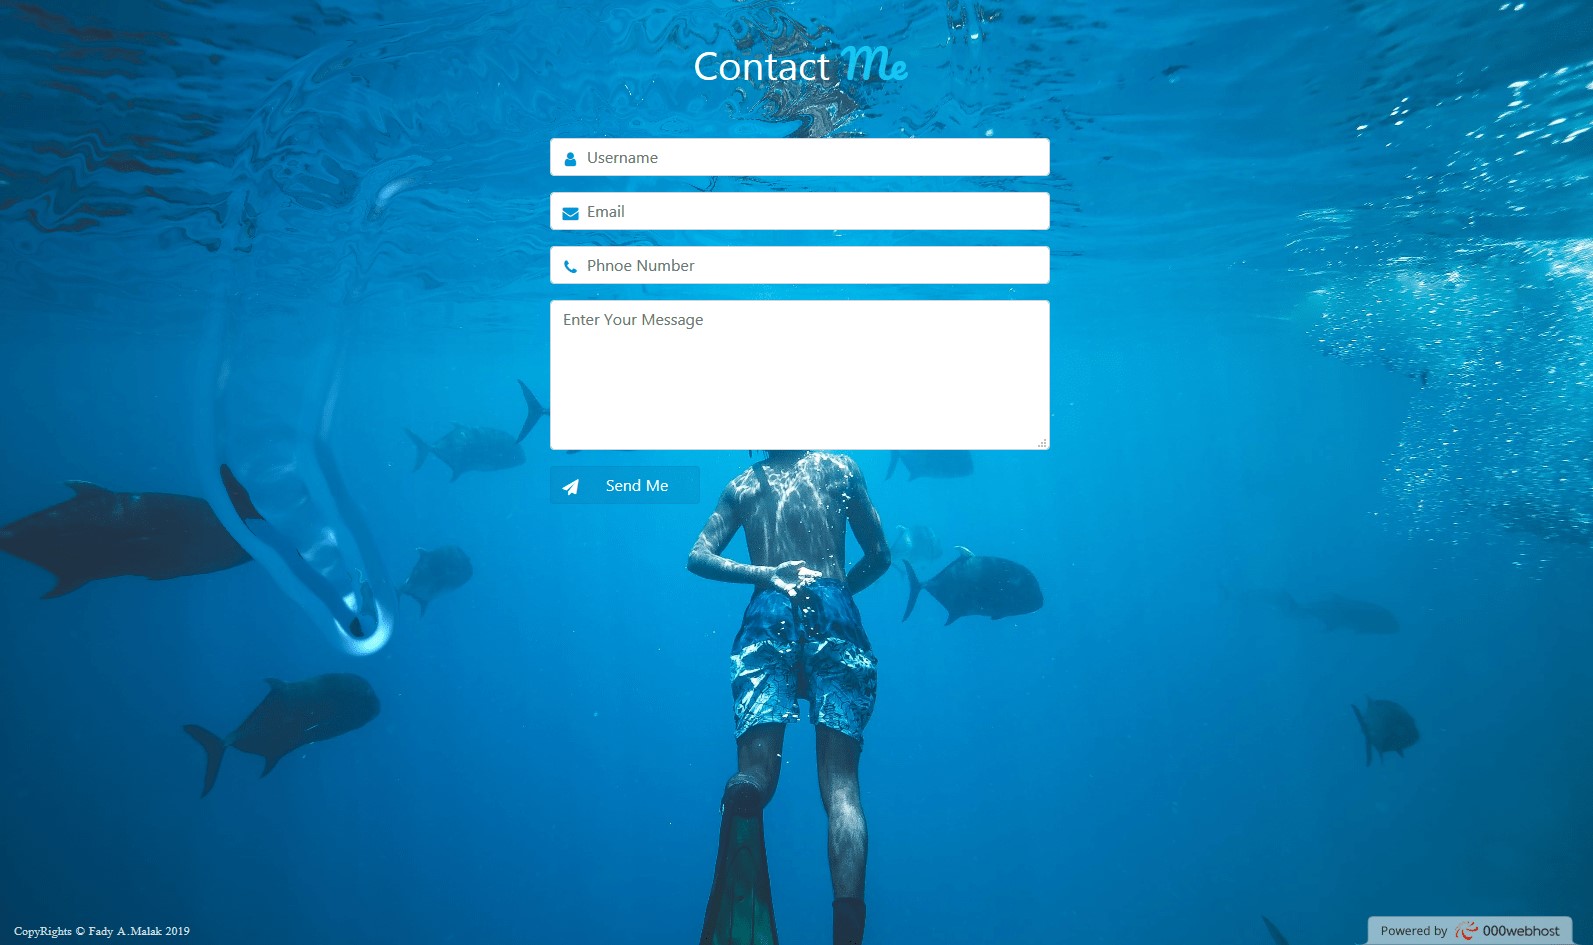 Contact Me
Username
Email
Phnoe Number
Enter Your Message
Send Me
CopyRights © Fady A.Malak 2019
Powered by 000webhost